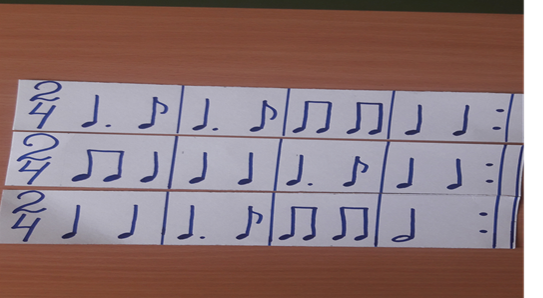 2/4 ♩. ♪ | ♩. ♪ | ♫ ♫ | ♩ ♩ :|
2/4 ♫ ♩ | ♩ ♩ | ♩. ♪ | ♩ ♩ :|
2/4 ♩ ♩ | ♩. ♪ | ♫ ♫ | 𝅗𝅥 :|